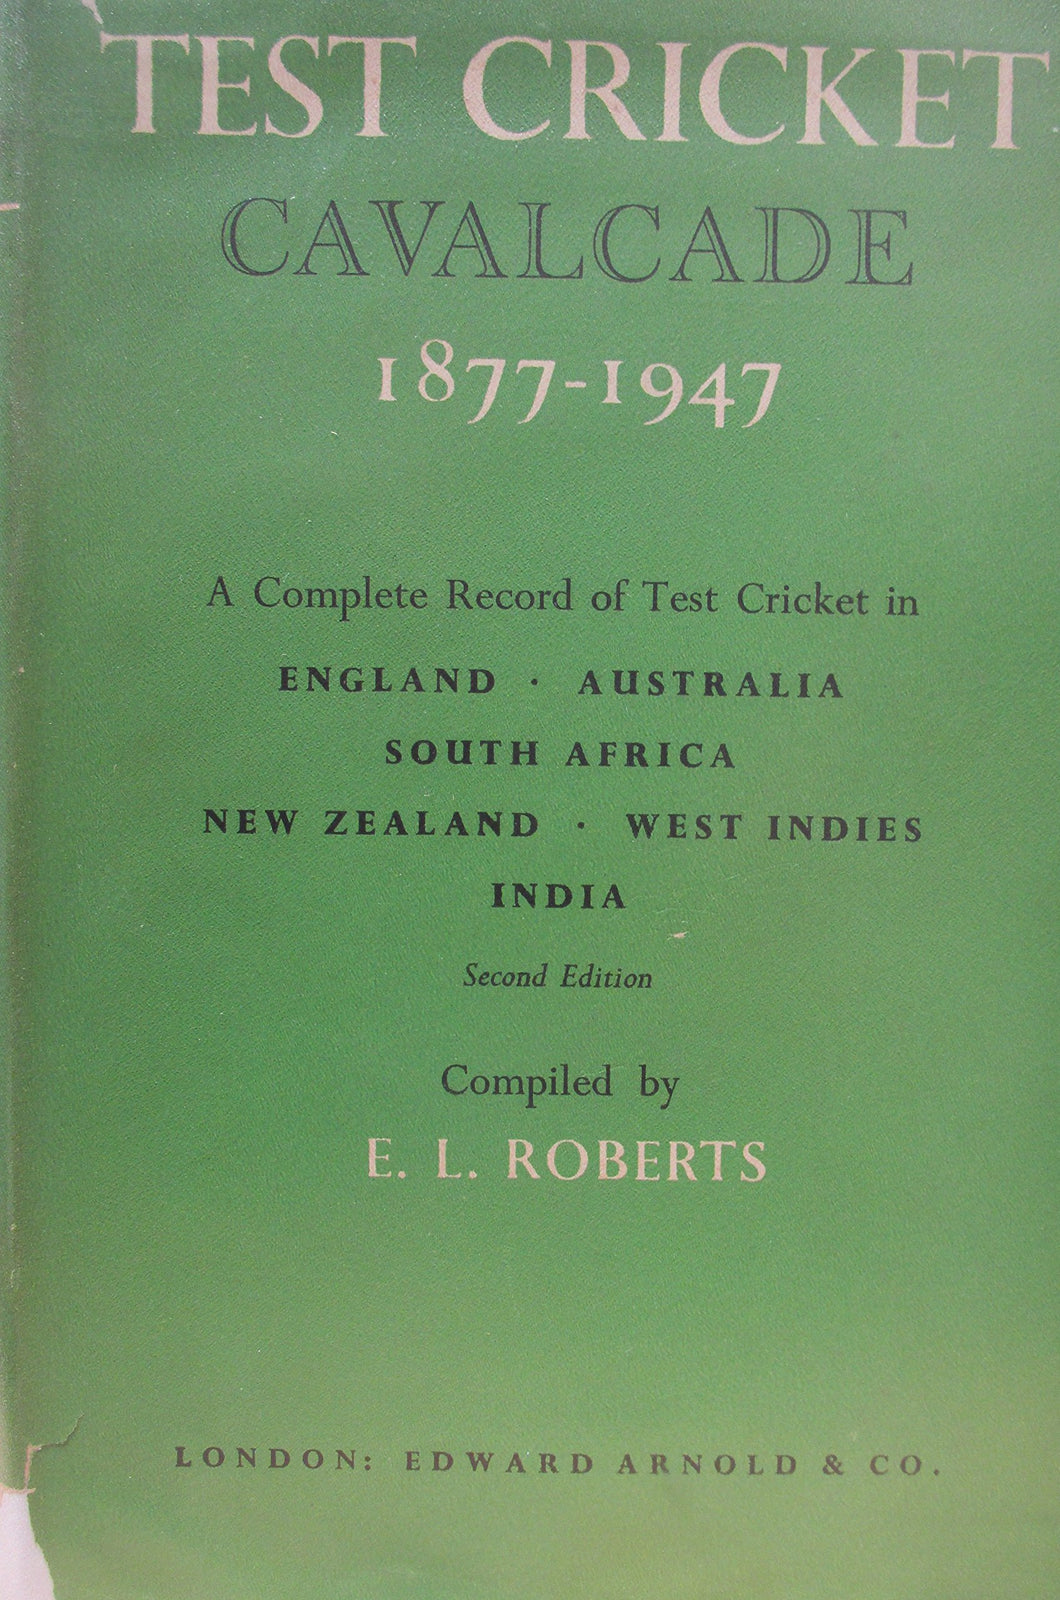 TEST CRICKET
CAVALCADE
1877-1947
A Complete Record of Test Cricket in
ENGLAND · AUSTRALIA
SOUTH AFRICA
NEW ZEALAND · WEST INDIES
INDIA
Second Edition
Compiled by
E. L. ROBERTS
LONDON: EDWARD ARNOLD & CO.